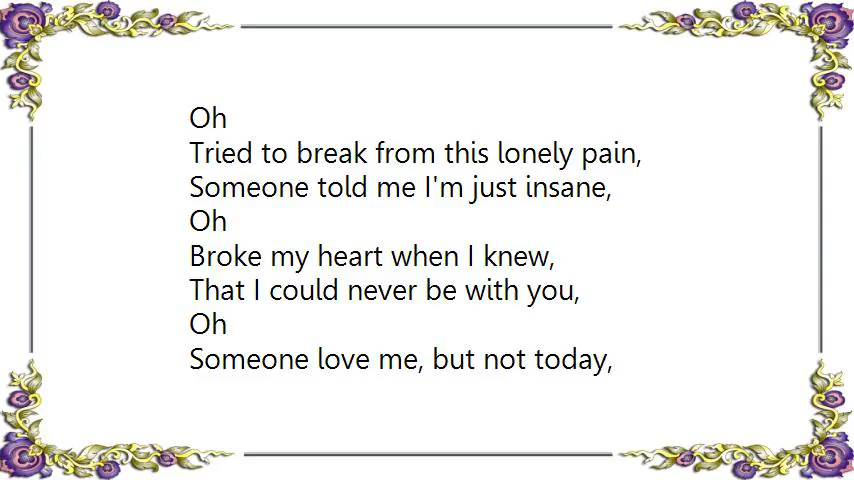 Oh
Tried to break from this lonely pain,
Someone told me I'm just insane,
Oh
Broke my heart when I knew,
That I could never be with you,
Oh
Someone love me, but not today,